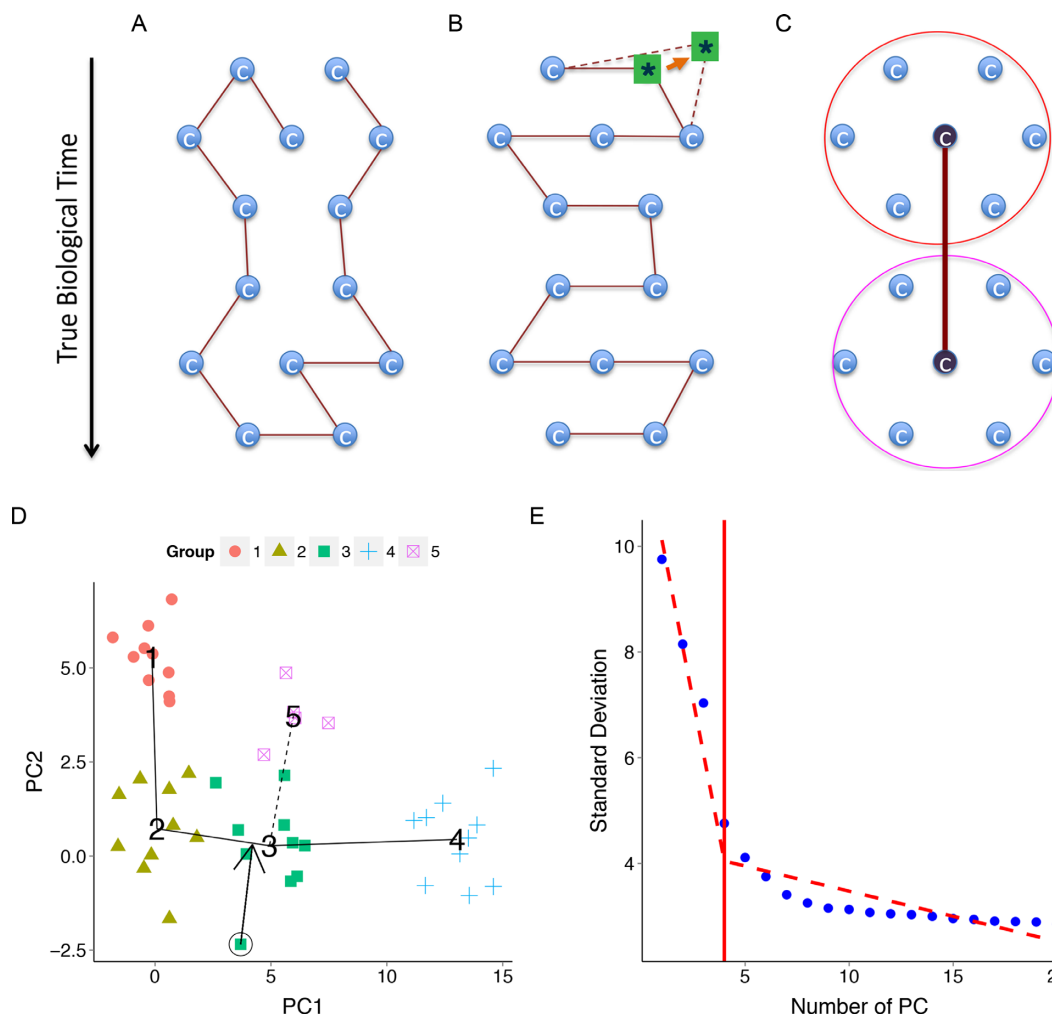 A
B
C
True Biological Time
C C
* *
C
C C C C
C C C
C C C
C C
C C
C C
C C
C C
C C
C C C C
C C C
C C C
C C
C C
C C
D
Group 1 2 3 4 5
5.0
2.5
0.0
−2.5
PC2
1
2
3
4
5
0 5 10 15
PC1
E
10
8
6
4
Standard Deviation
5 10 15 2
Number of PC